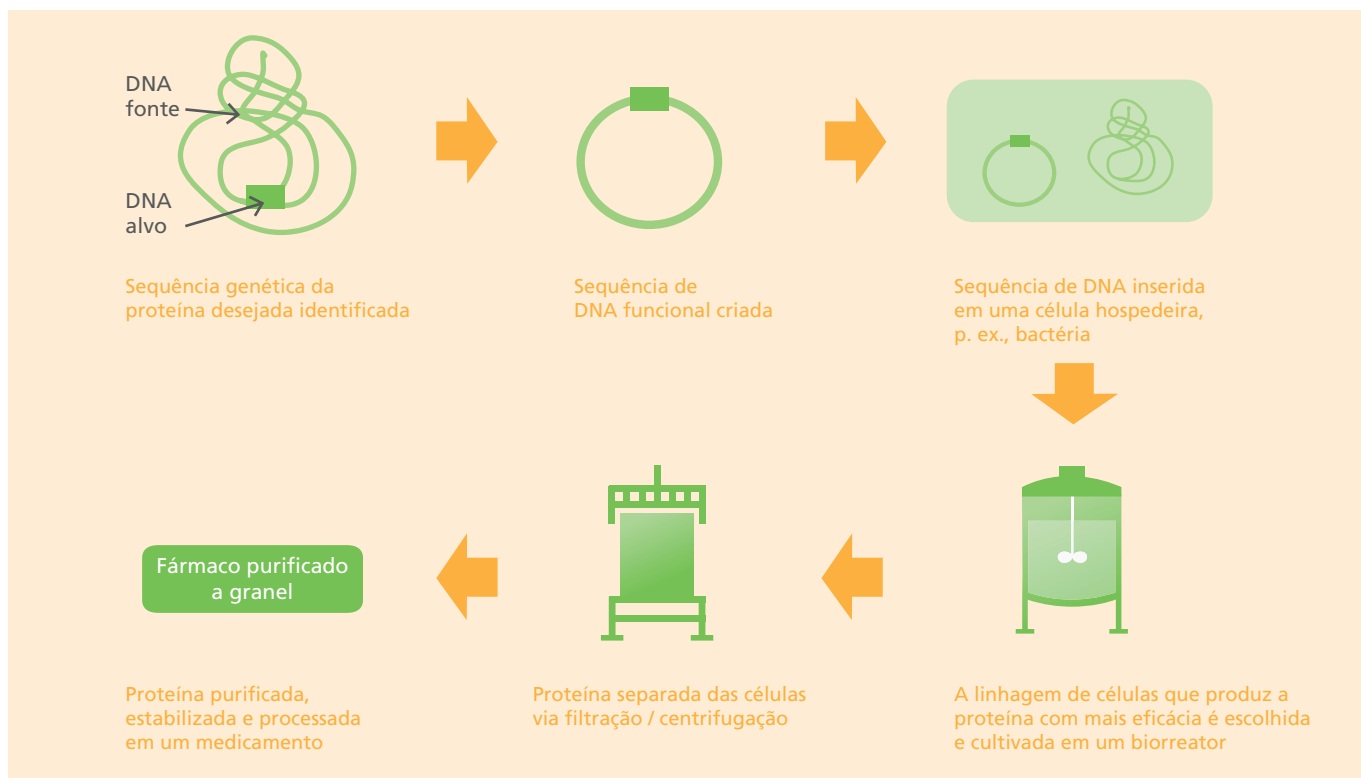 DNA
fonte
DNA
alvo
Sequência genética da
proteína desejada identificada
Sequência de
DNA funcional criada
Sequência de DNA inserida
em uma célula hospedeira,
p. ex., bactéria
A linhagem de células que produz a
proteína com mais eficácia é escolhida
e cultivada em um biorreator
Proteína separada das células
via filtração / centrifugação
Fármaco purificado
a granel
Proteína purificada,
estabilizada e processada
em um medicamento